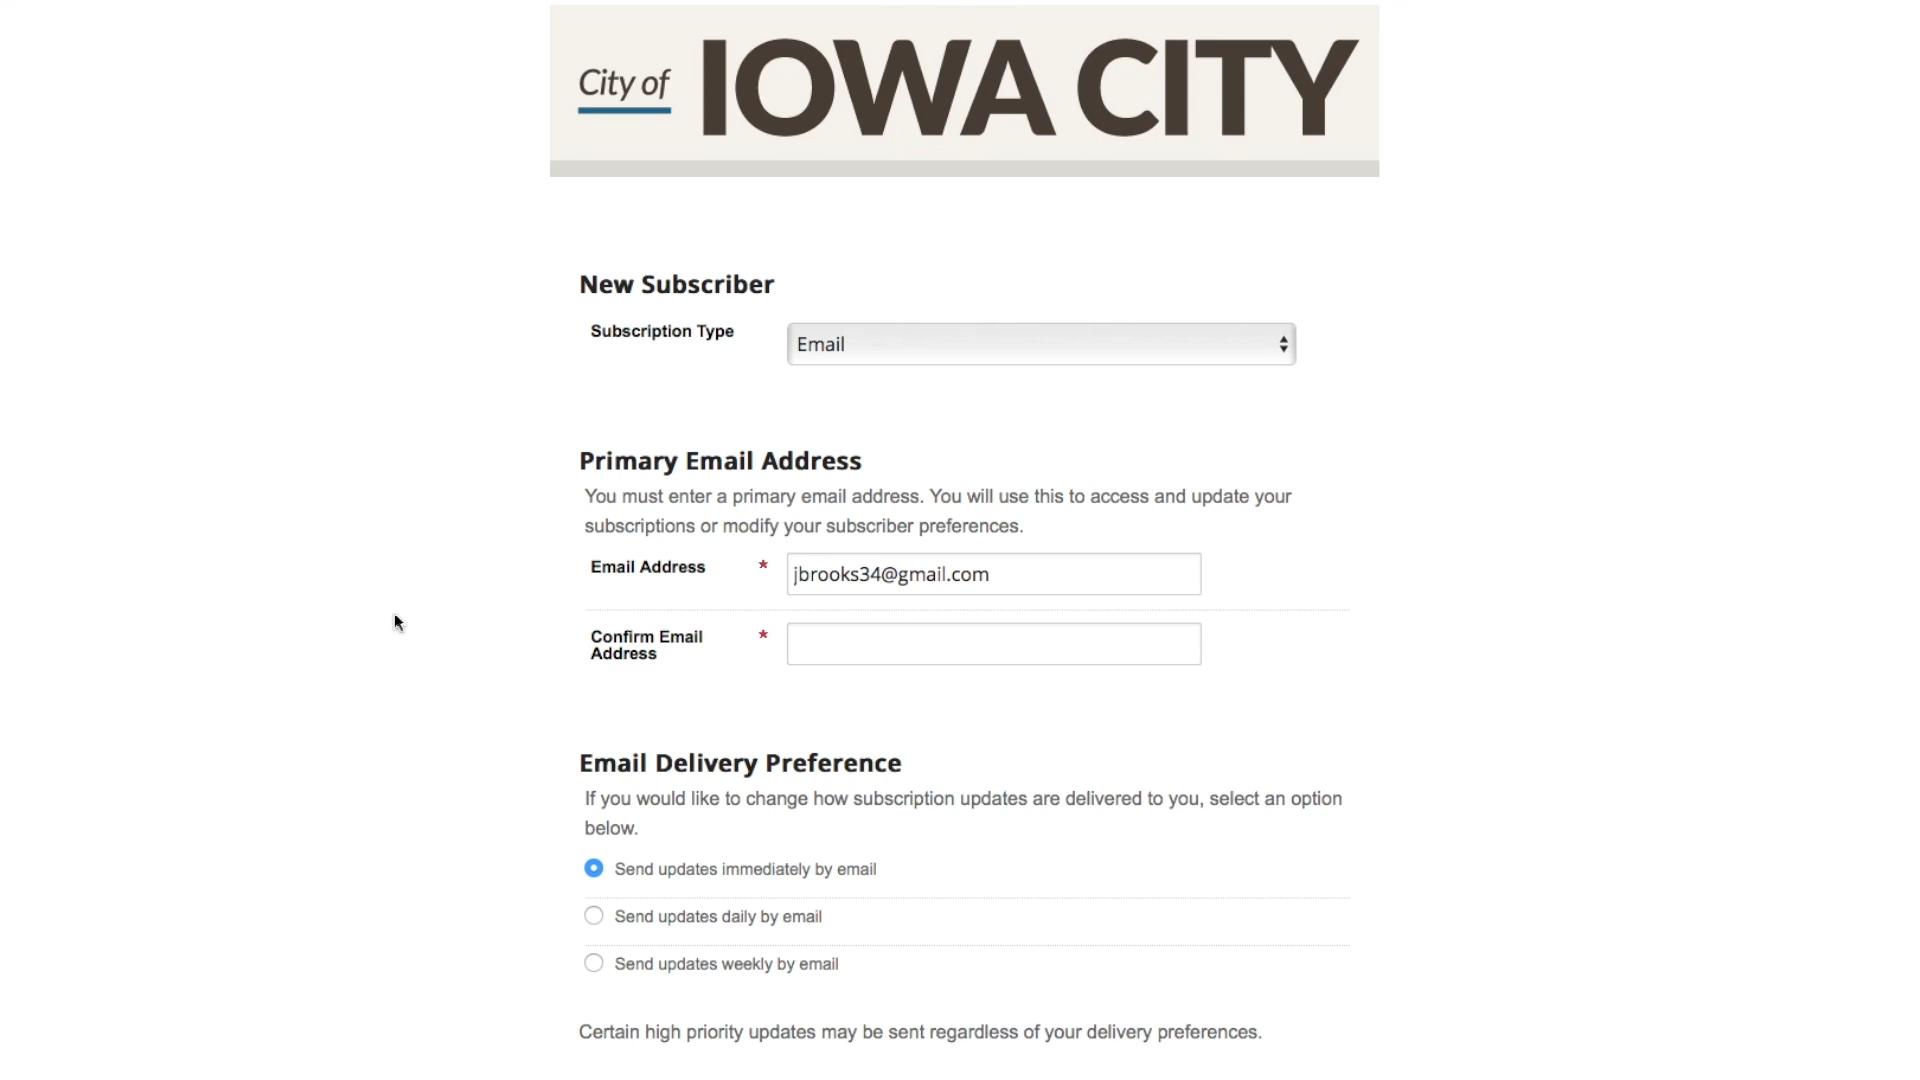 City of IOWA CITY
New Subscriber
Subscription Type
Email
Primary Email Address
You must enter a primary email address. You will use this to access and update your
subscriptions or modify your subscriber preferences.
Email Address * jbrooks34@gmail.com
Confirm Email *
Address
Email Delivery Preference
If you would like to change how subscription updates are delivered to you, select an option
below.
Send updates immediately by email
Send updates daily by email
Send updates weekly by email
Certain high priority updates may be sent regardless of your delivery preferences.